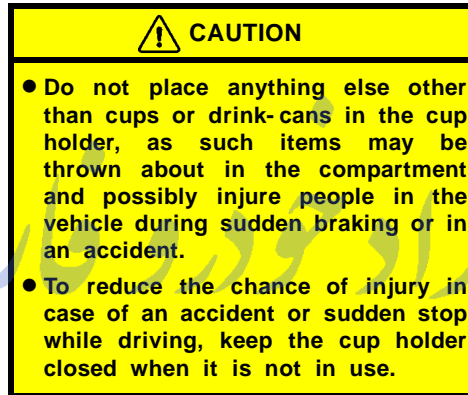 CAUTION
● Do not place anything else other
than cups or drink- cans in the cup
holder, as such items may be
thrown about in the compartment
and possibly injure people in the
vehicle during sudden braking or in
an accident.
● To reduce the chance of injury in
case of an accident or sudden stop
while driving, keep the cup holder
closed when it is not in use.